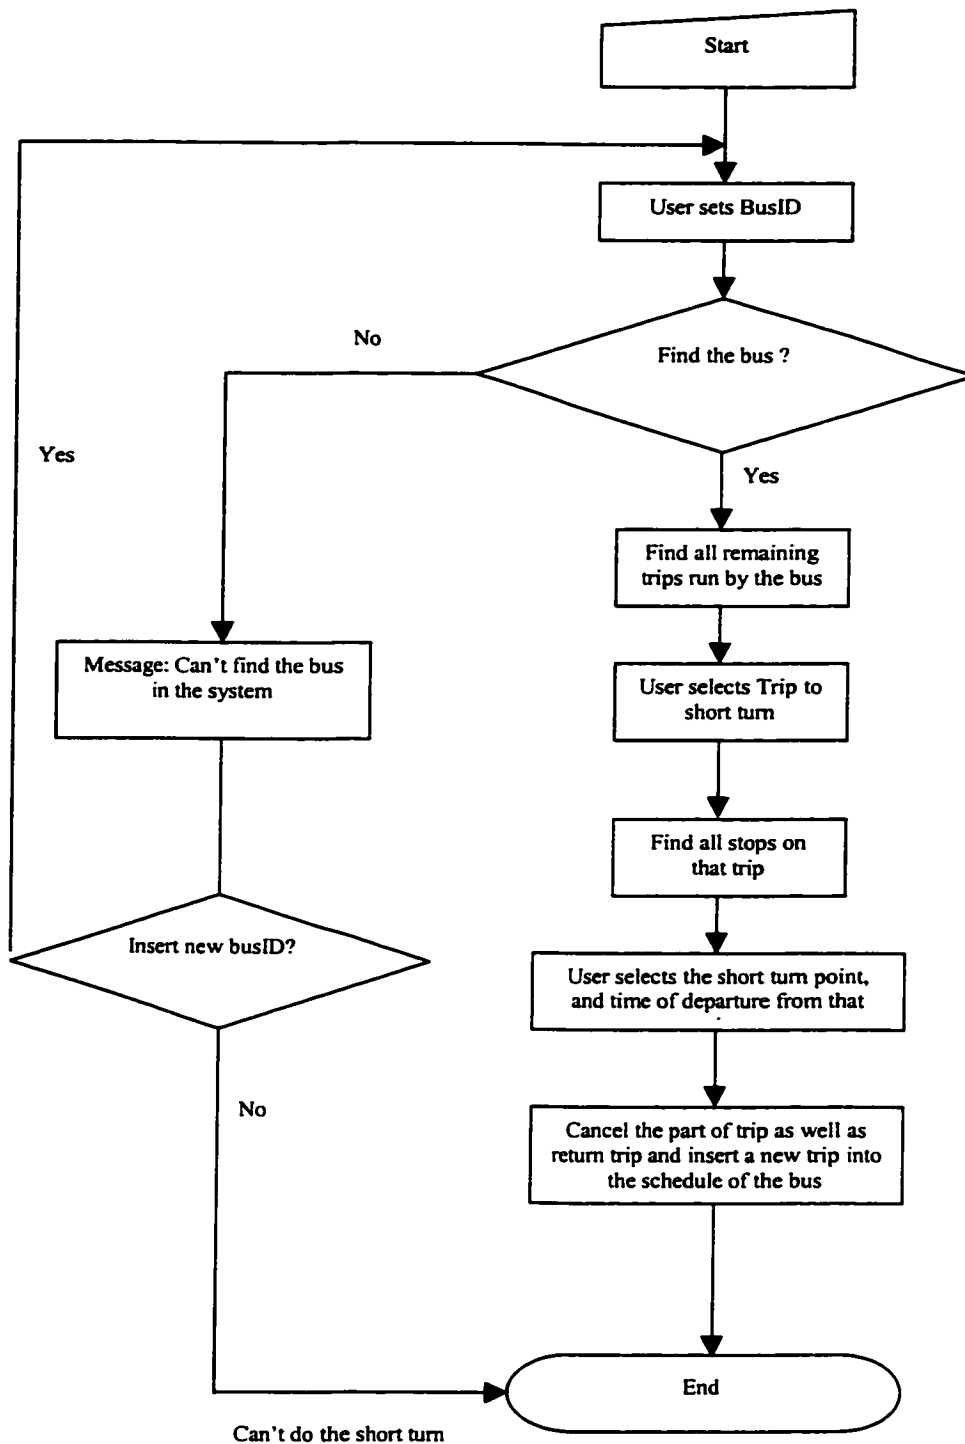 Start
User sets BusID
Find the bus ?
No
Yes
Yes
Find all remaining
trips run by the bus
Message: Can't find the bus
in the system
User selects Trip to
short turn
Find all stops on
that trip
Insert new busID?
User selects the short turn point,
and time of departure from that
No
Cancel the part of trip as well as
return trip and insert a new trip into
the schedule of the bus
End
Can't do the short turn